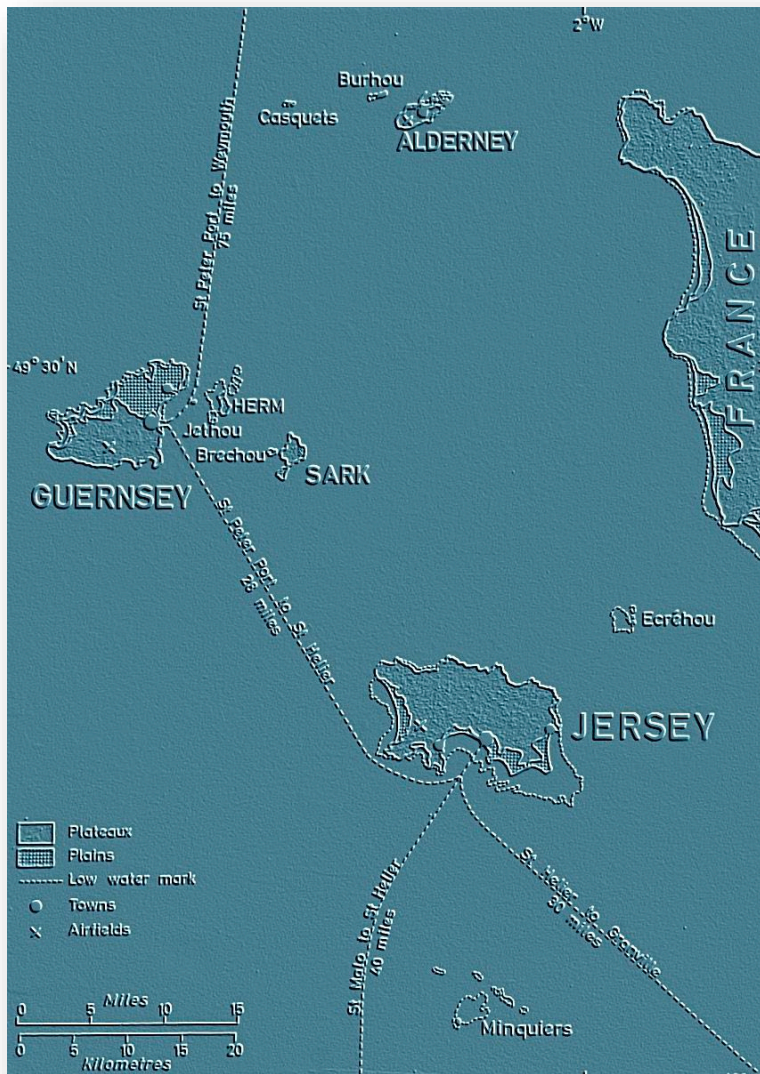 2°W
Burhou
Casquets
ALDERNEY
St Peter Port to Weymouth
75 miles
FRANCE
49° 30'N
HERM
Jethou
Brechou
SARK
GUERNSEY
St Peter Port to St Helier
28 miles
Ecréhou
JERSEY
Plateaux
Plains
Low water mark
Towns
Airfields
St Malo to St Helier
40 miles
St Helier to Granville
30 miles
Minquiers
Miles
0 5 10 15
0 5 10 15 20
Kilometres